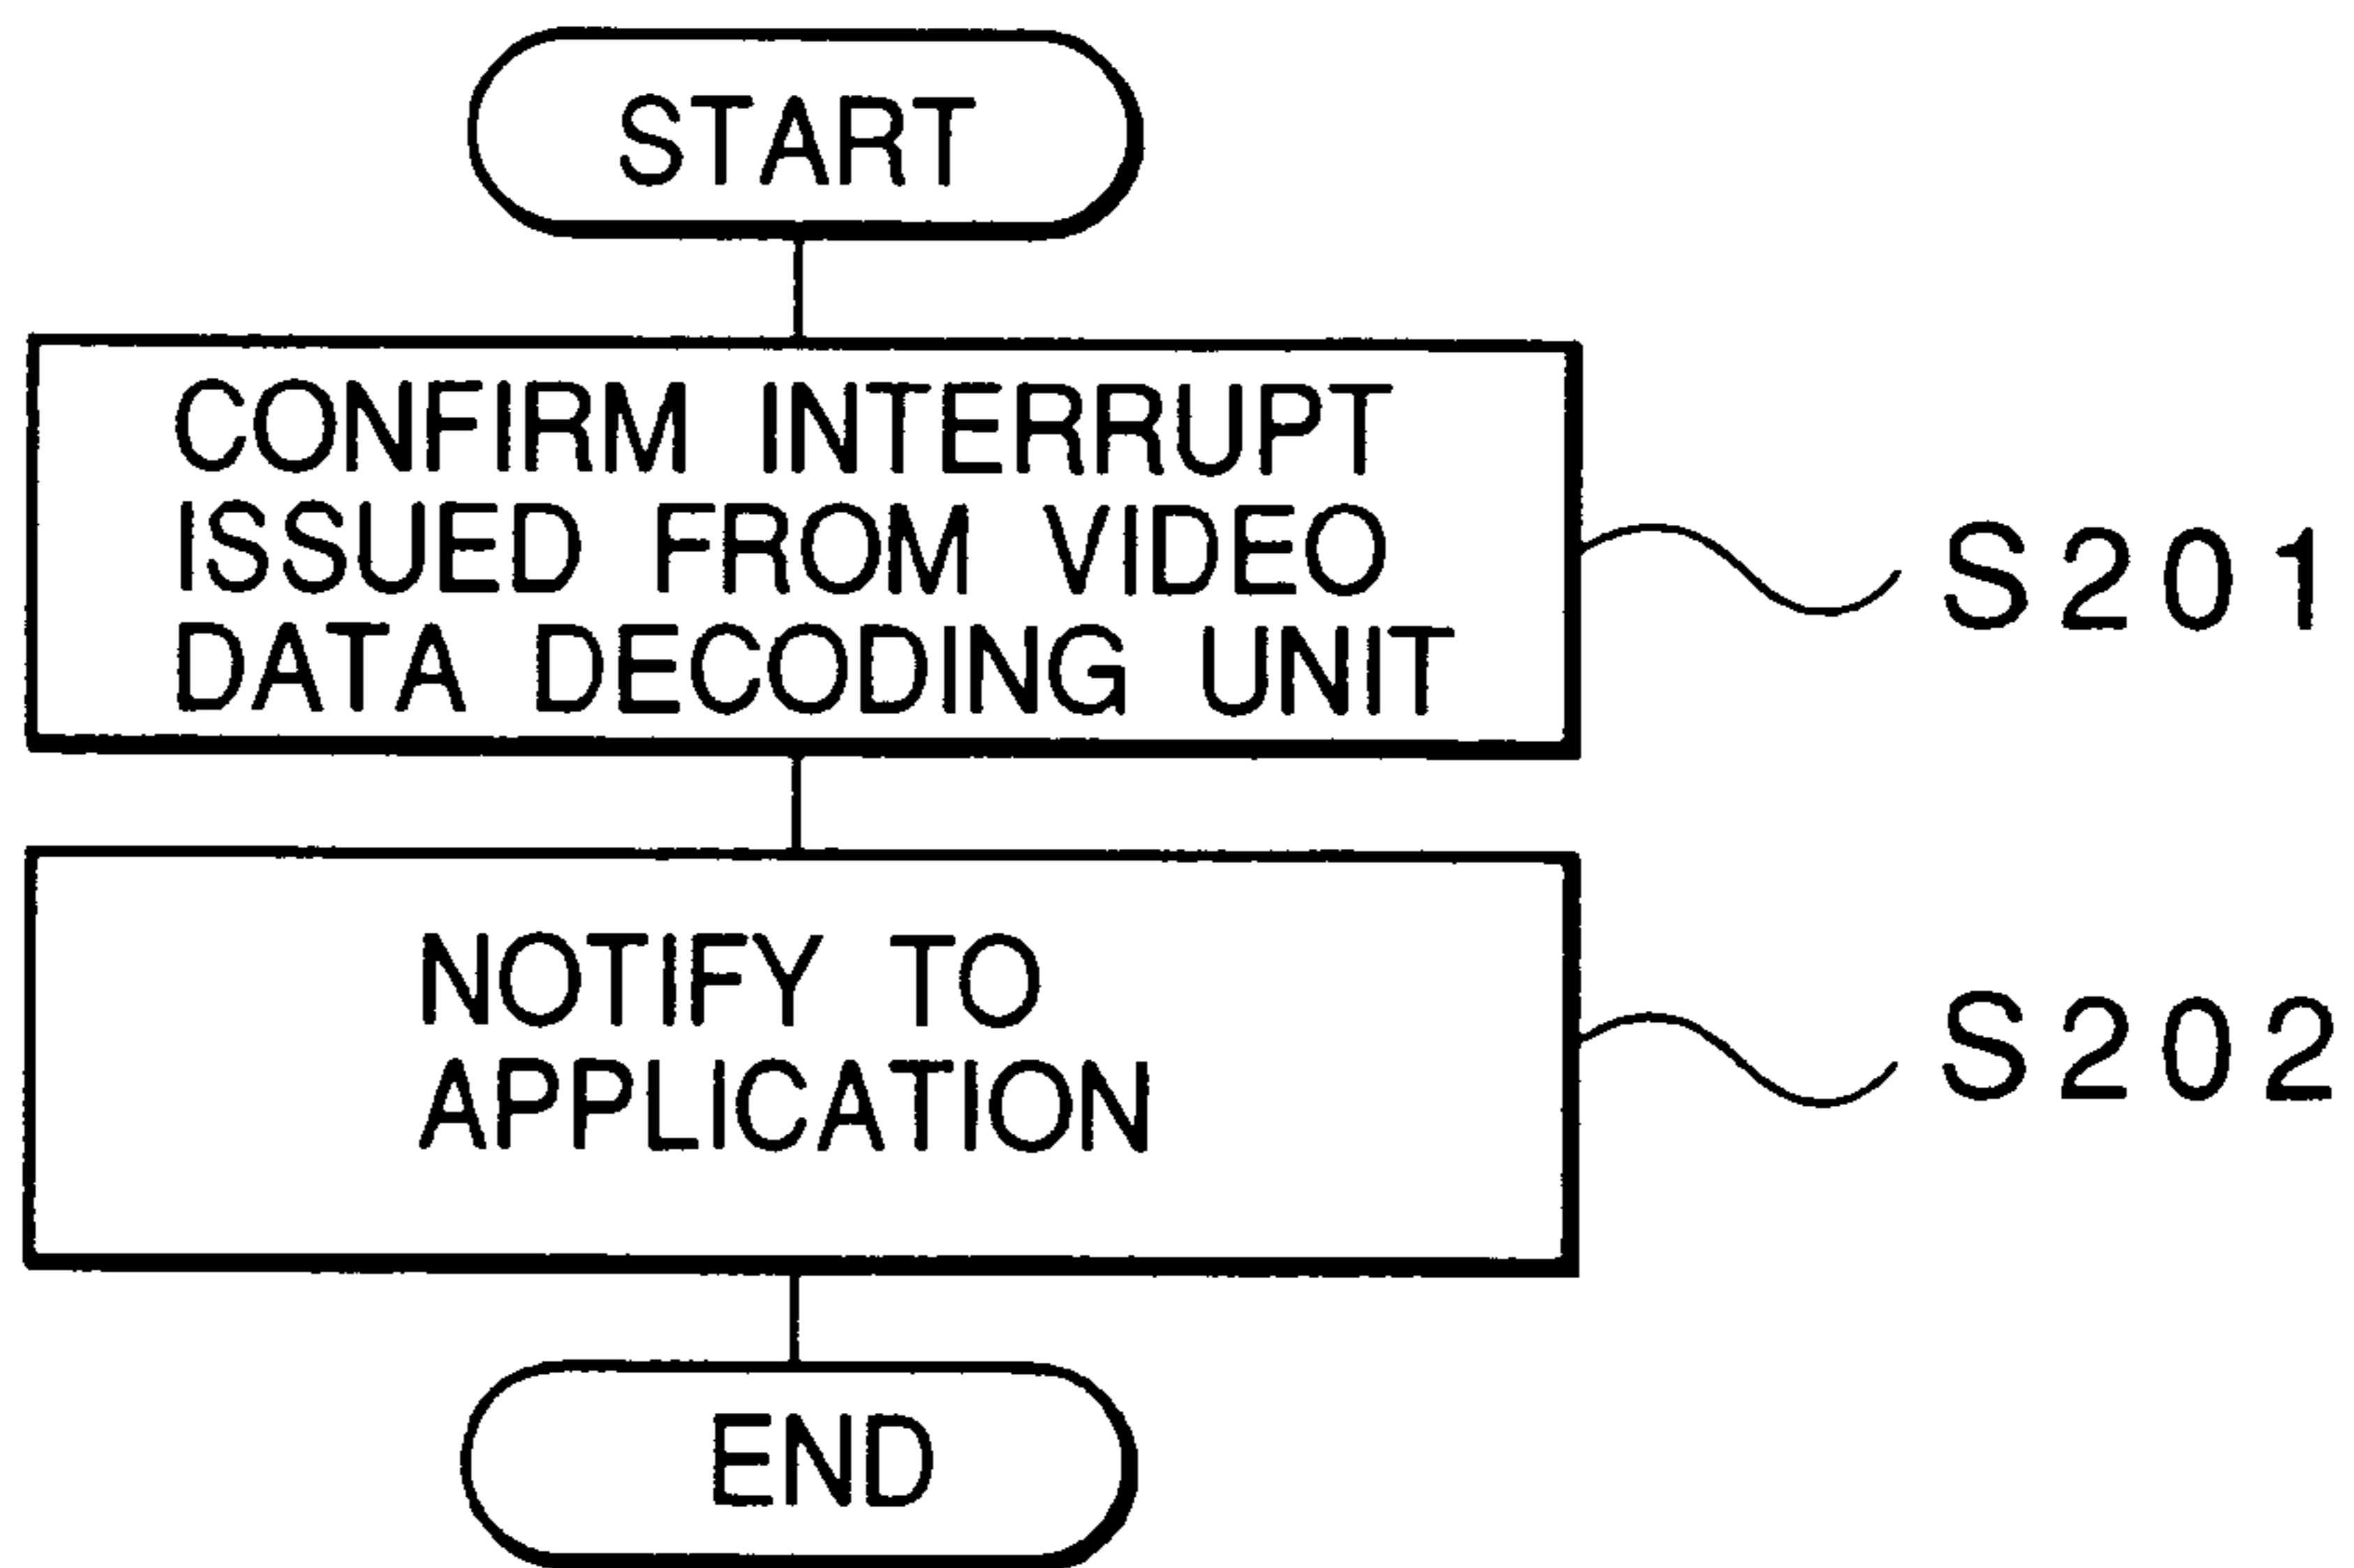 START
CONFIRM INTERRUPT
ISSUED FROM VIDEO
DATA DECODING UNIT
S201
NOTIFY TO
APPLICATION
S202
END